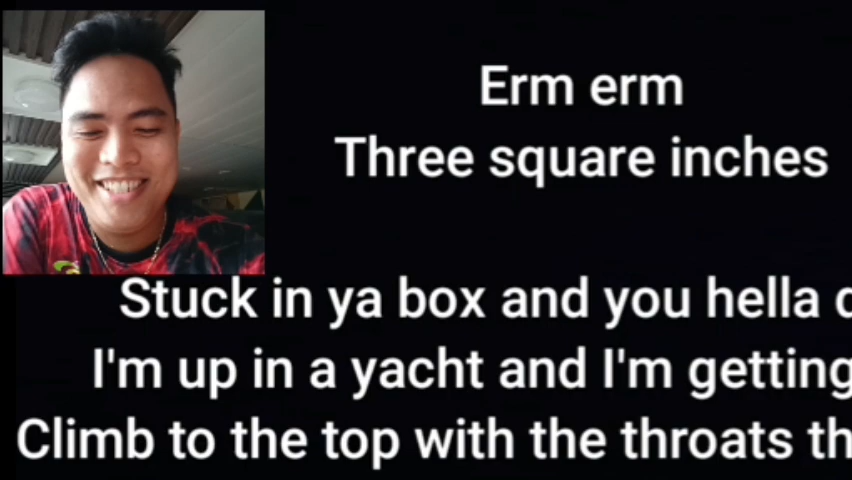 Erm erm
Three square inches
Stuck in ya box and you hella
I'm up in a yacht and I'm getting
Climb to the top with the throats